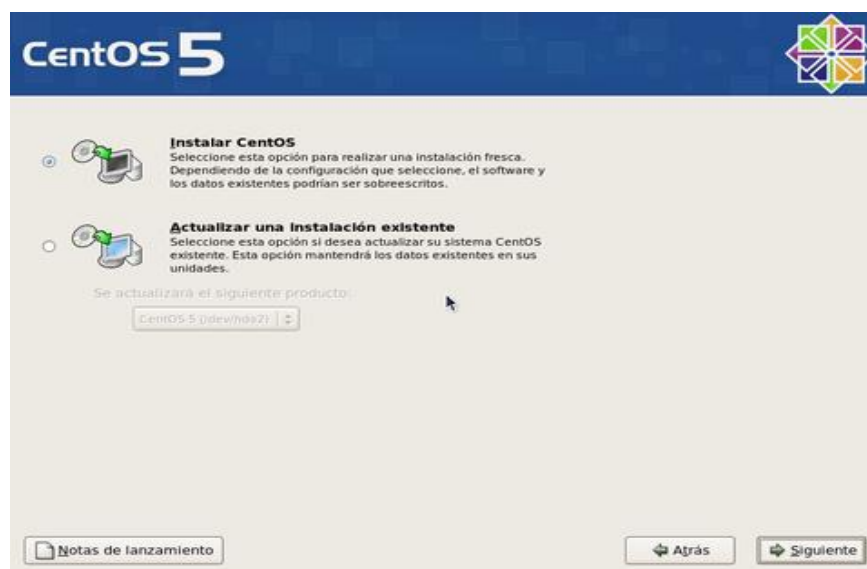 CentOS 5
Instalar CentOS
Seleccione esta opción para realizar una instalación fresca.
Dependiendo de la configuración que seleccione, el software y
los datos existentes podrían ser sobreescritos.
Actualizar una instalación existente
Seleccione esta opción si desea actualizar su sistema CentOS
existente. Esta opción mantendrá los datos existentes en sus
unidades.
Se actualizará el siguiente producto:
CentOS 5 (/dev/hda2)
Notas de lanzamiento
Atrás
Siguiente